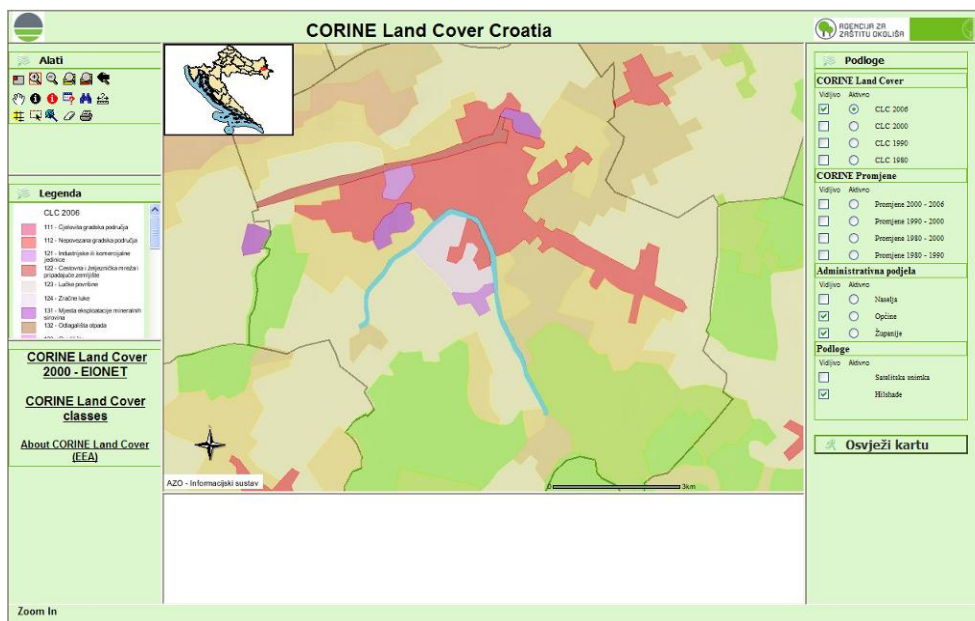 CORINE Land Cover Croatia
AGENCIJA ZA
ZAŠTITU OKOLIŠA
Alati
Legenda
CLC 2006
111 - Cjelovita gradska područja
112 - Nepovezana gradska područja
121 - Industrijske ili komercijalne
jedinice
122 - Cestovna i željeznička mreža i
pripadajuće zemljište
123 - Lučke površine
124 - Zračne luke
131 - Mjesta eksploatacije mineralnih
sirovina
132 - Odlagališta otpada
CORINE Land Cover
2000 - EIONET
CORINE Land Cover
classes
About CORINE Land Cover
(EEA)
AZO - Informacijski sustav
0 3km
Podloge
CORINE Land Cover
Vidljivo Aktivno
CLC 2006
CLC 2000
CLC 1990
CLC 1980
CORINE Promjene
Vidljivo Aktivno
Promjene 2000 - 2006
Promjene 1990 - 2000
Promjene 1980 - 2000
Promjene 1980 - 1990
Administrativna podjela
Vidljivo Aktivno
Naselja
Općine
Županije
Podloge
Vidljivo Aktivno
Satelitska snimka
Hillshade
Osvježi kartu
Zoom In